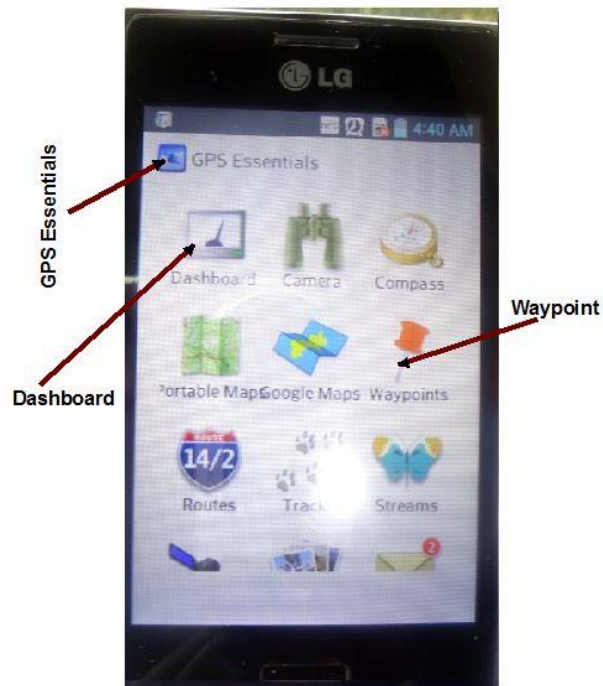 LG
4:40 AM
GPS Essentials
GPS Essentials
Dashboard
Camera
Compass
Waypoint
Dashboard
Portable Maps
Google Maps
Waypoints
ROUTE
14/2
Routes
Track
Streams
2